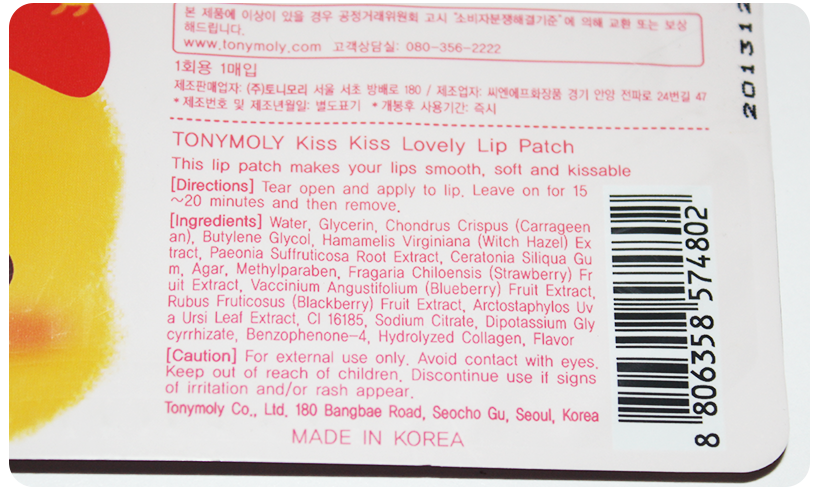 본 제품에 이상이 있을 경우 공정거래위원회 고시 "소비자분쟁해결기준"에 의해 교환 또는 보상
해드립니다.
www.tonymoly.com 고객상담실: 080-356-2222
1회용 1매입
제조판매업자: (주)토니모리 서울 서초 방배로 180 / 제조업자: 씨엔에프화장품 경기 안양 전파로 24번길 47
* 제조번호 및 제조년월일: 별도표기 * 개봉후 사용기간: 즉시
TONYMOLY Kiss Kiss Lovely Lip Patch
This lip patch makes your lips smooth, soft and kissable
[Directions] Tear open and apply to lip. Leave on for 15
~20 minutes and then remove.
[Ingredients] Water, Glycerin, Chondrus Crispus (Carrageen
an), Butylene Glycol, Hamamelis Virginiana (Witch Hazel) Ex
tract, Paeonia Suffruticosa Root Extract, Ceratonia Siliqua Gu
m, Agar, Methylparaben, Fragaria Chiloensis (Strawberry) Fr
uit Extract, Vaccinium Angustifolium (Blueberry) Fruit Extract,
Rubus Fruticosus (Blackberry) Fruit Extract, Arctostaphylos Uv
a Ursi Leaf Extract, CI 16185, Sodium Citrate, Dipotassium Gly
cyrrhizate, Benzophenone-4, Hydrolyzed Collagen, Flavor
[Caution] For external use only. Avoid contact with eyes.
Keep out of reach of children. Discontinue use if signs
of irritation and/or rash appear.
Tonymoly Co., Ltd. 180 Bangbae Road, Seocho Gu, Seoul, Korea
MADE IN KOREA
8 806358 574802
201312